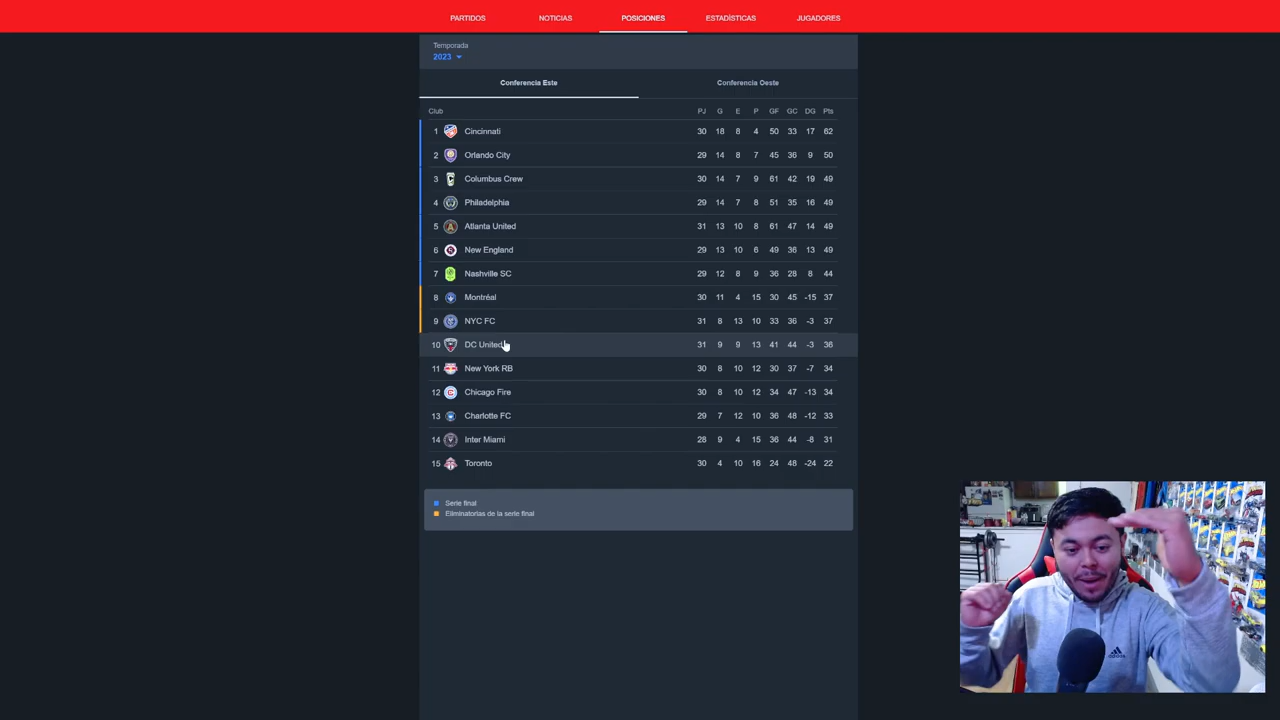 PARTIDOS NOTICIAS POSICIONES ESTADÍSTICAS JUGADORES
Temporada
2023
Conferencia Este Conferencia Oeste
Club PJ G E P GF GC DG Pts
1 Cincinnati 30 18 8 4 50 33 17 62
2 Orlando City 29 14 8 7 45 36 9 50
3 Columbus Crew 30 14 7 9 61 42 19 49
4 Philadelphia 29 14 7 8 51 35 16 49
5 Atlanta United 31 13 10 8 61 47 14 49
6 New England 29 13 10 6 49 36 13 49
7 Nashville SC 29 12 8 9 36 28 8 44
8 Montréal 30 11 4 15 30 45 -15 37
9 NYC FC 31 8 13 10 33 36 -3 37
10 DC United 31 9 9 13 41 44 -3 36
11 New York RB 30 8 10 12 30 37 -7 34
12 Chicago Fire 30 8 10 12 34 47 -13 34
13 Charlotte FC 29 7 12 10 36 48 -12 33
14 Inter Miami 28 9 4 15 36 44 -8 31
15 Toronto 30 4 10 16 24 48 -24 22
Serie final
Eliminatorias de la serie final